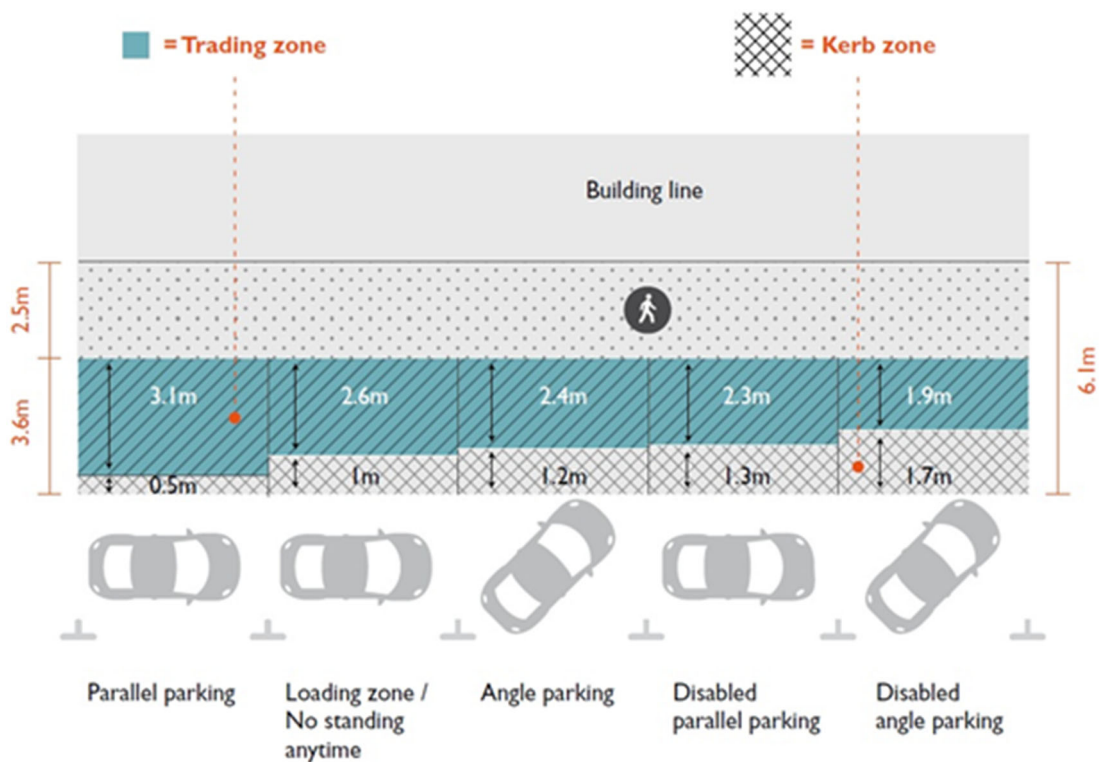 = Trading zone
= Kerb zone
Building line
2.5m
3.6m
6.1m
3.1m
2.6m
2.4m
2.3m
1.9m
0.5m
1m
1.2m
1.3m
1.7m
Parallel parking
Loading zone /
No standing
anytime
Angle parking
Disabled
parallel parking
Disabled
angle parking